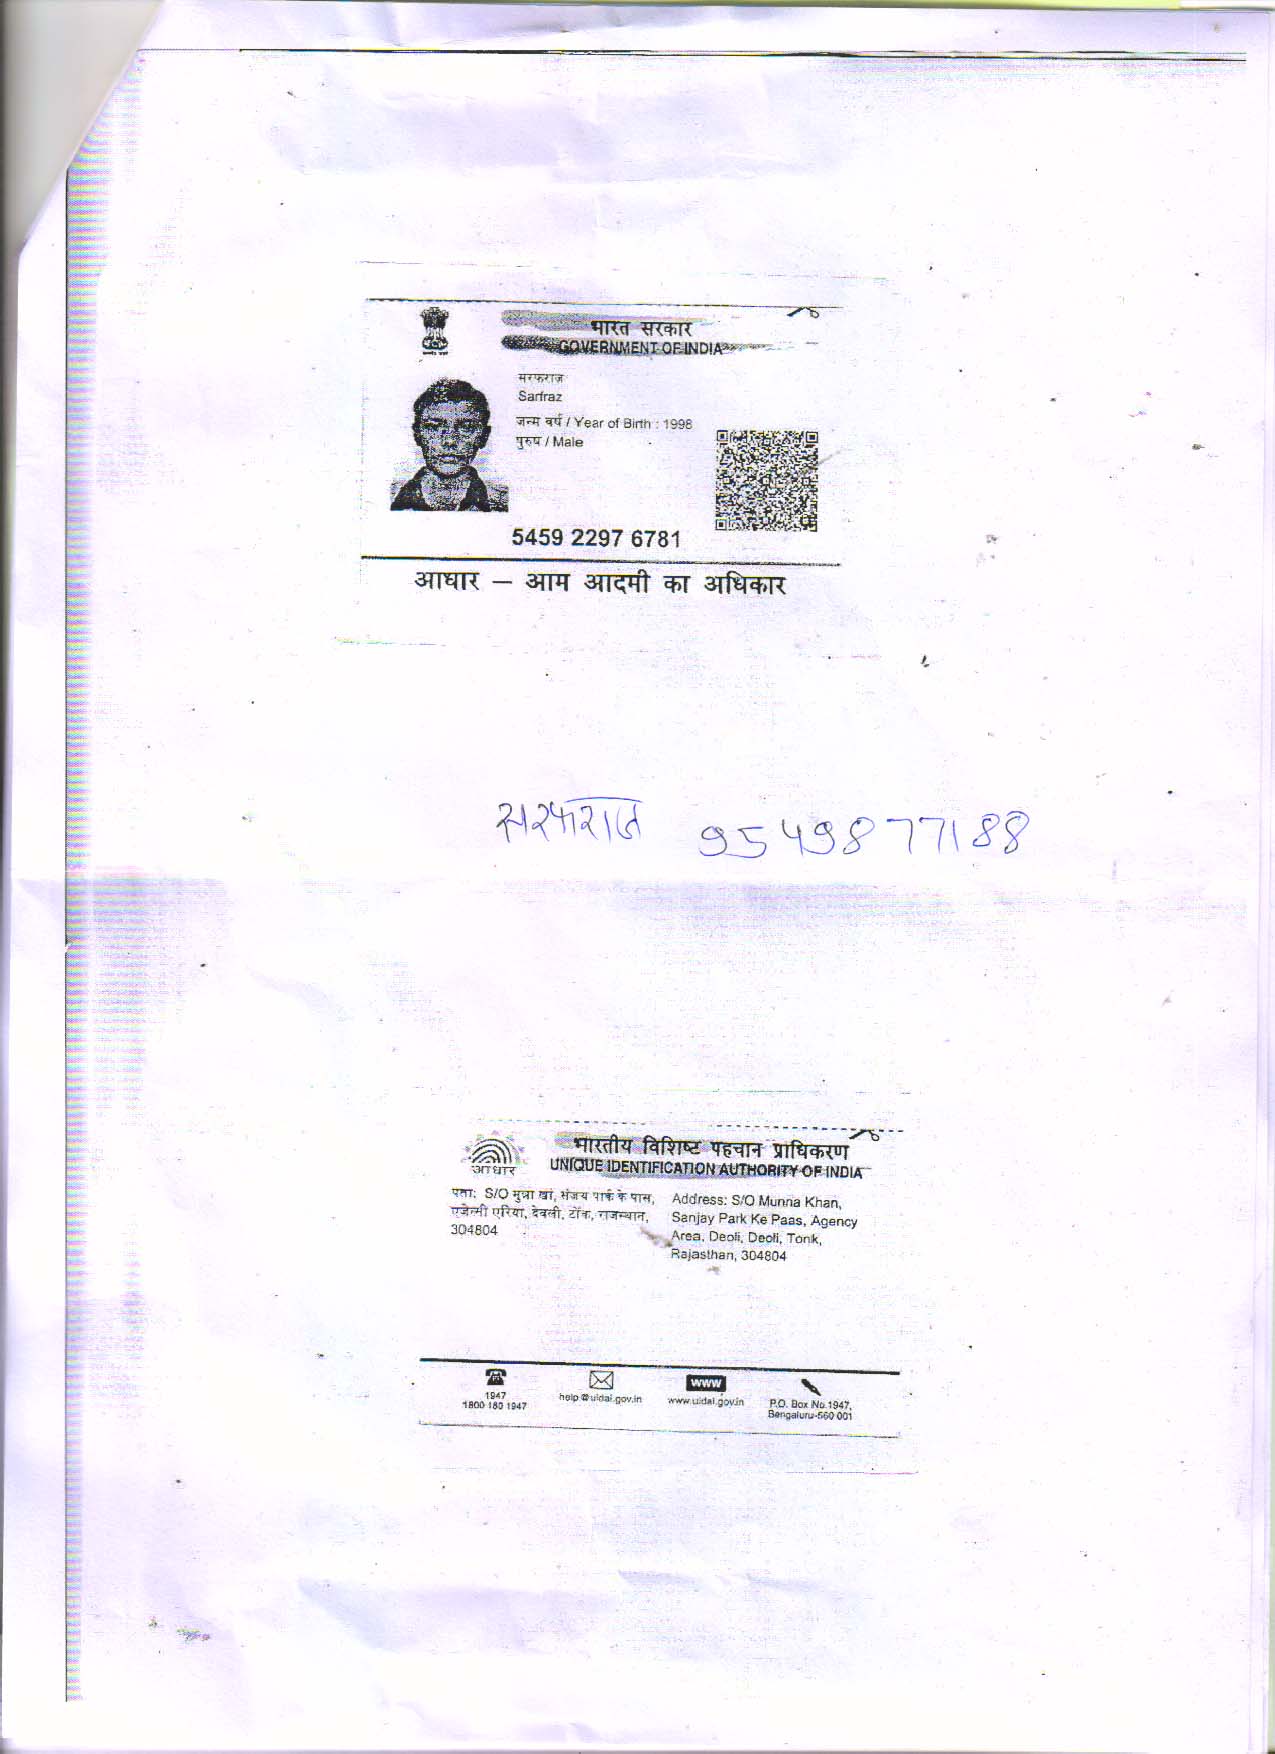 भारत सरकार
GOVERNMENT OF INDIA
सरफराज
Sarfraz
जन्म वर्ष / Year of Birth : 1998
पुरुष / Male
5459 2297 6781
आधार – आम आदमी का अधिकार
सरफराज 9549877188
भारतीय विशिष्ट पहचान प्राधिकरण
UNIQUE IDENTIFICATION AUTHORITY OF INDIA
आधार
पता: S/O मुन्ना खां, संजय पार्क के पास,
एजेन्सी एरिया, देवली, टोंक, राजस्थान,
304804
Address: S/O Munna Khan,
Sanjay Park Ke Paas, Agency
Area, Deoli, Deoli, Tonk,
Rajasthan, 304804
1947
1800 180 1947
help@uidai.gov.in
www
www.uidai.gov.in
P.O. Box No.1947,
Bengaluru-560 001